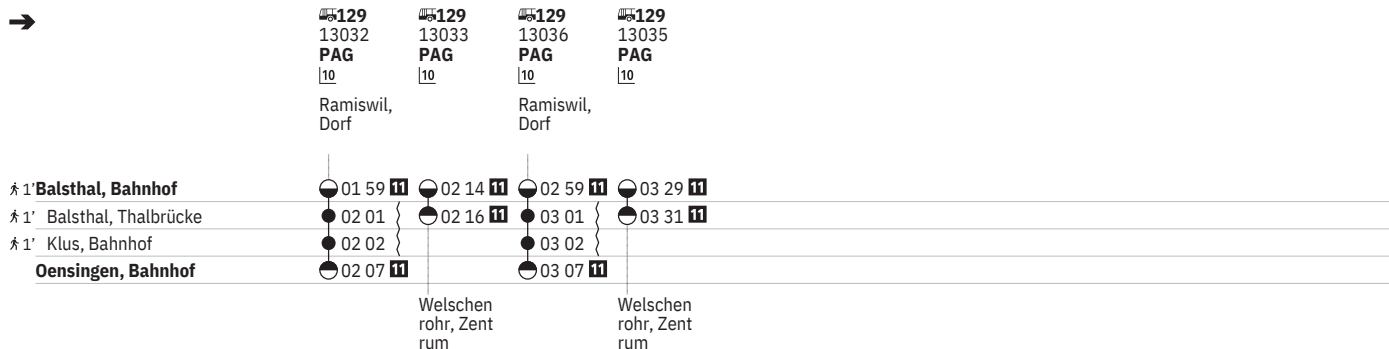 129 129 129 129
13032 13033 13036 13035
PAG PAG PAG PAG
10 10 10 10
Ramiswil, Ramiswil,
Dorf Dorf
1' Balsthal, Bahnhof 01 59 11 02 14 11 02 59 11 03 29 11
1' Balsthal, Thalbrücke 02 01 02 16 11 03 01 03 31 11
1' Klus, Bahnhof 02 02 03 02
Oensingen, Bahnhof 02 07 11 03 07 11
Welschen Welschen
rohr, Zent rohr, Zent
rum rum